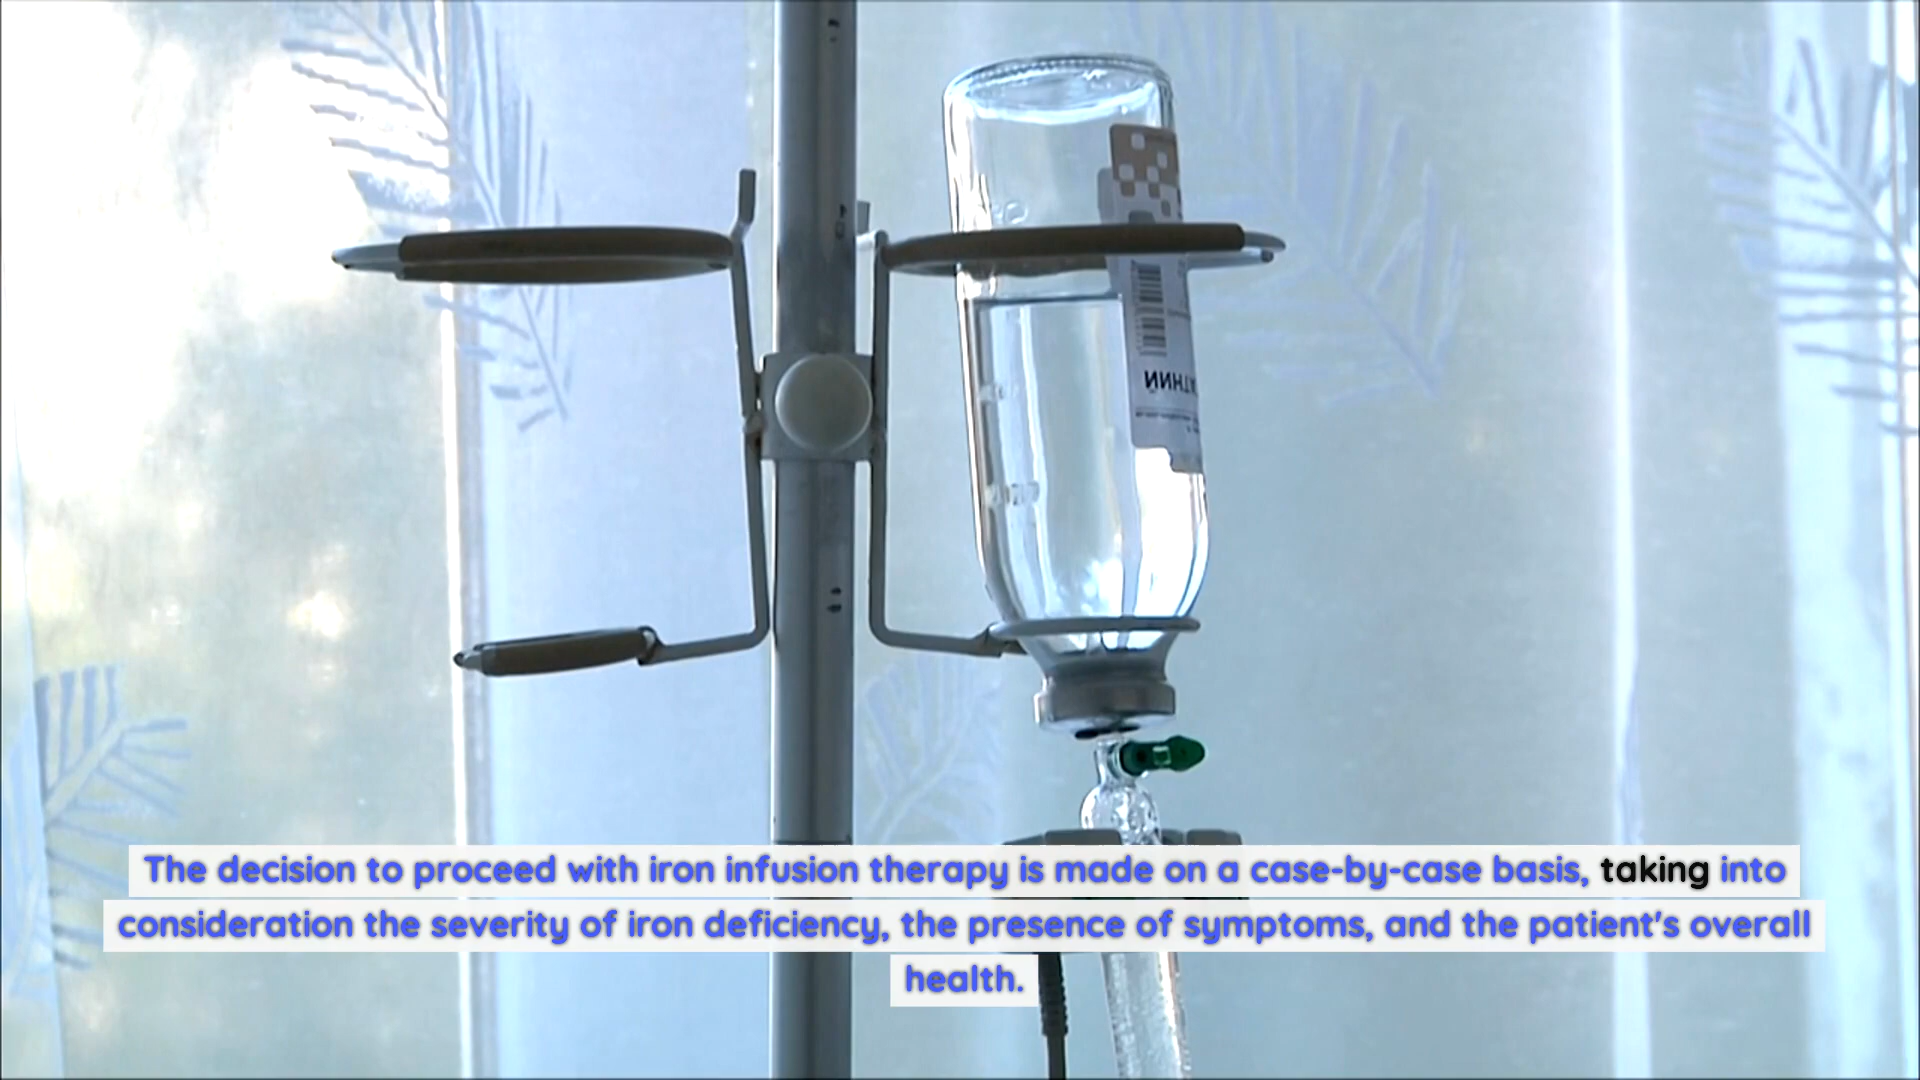 The decision to proceed with iron infusion therapy is made on a case-by-case basis, taking into
consideration the severity of iron deficiency, the presence of symptoms, and the patient's overall
health.